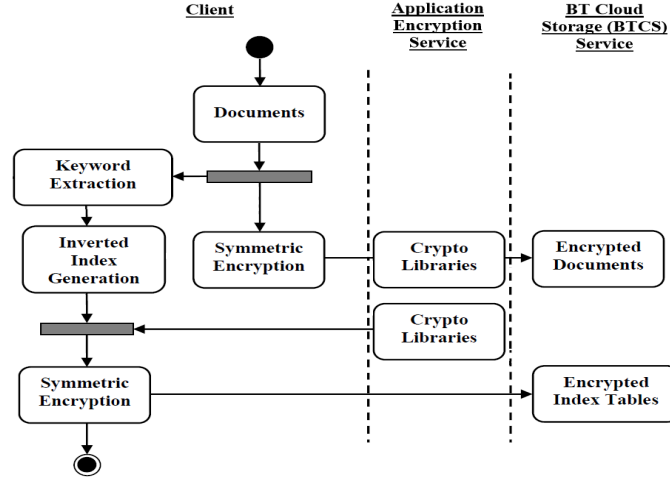 Client
Application
Encryption
Service
BT Cloud
Storage (BTCS)
Service
Documents
Keyword
Extraction
Inverted
Index
Generation
Symmetric
Encryption
Crypto
Libraries
Encrypted
Documents
Crypto
Libraries
Symmetric
Encryption
Encrypted
Index Tables